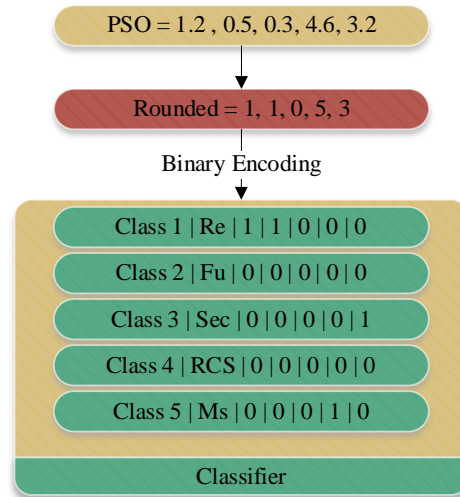 PSO = 1.2 , 0.5, 0.3, 4.6, 3.2
Rounded = 1, 1, 0, 5, 3
Binary Encoding
Class 1 | Re | 1 | 1 | 0 | 0 | 0
Class 2 | Fu | 0 | 0 | 0 | 0 | 0
Class 3 | Sec | 0 | 0 | 0 | 0 | 1
Class 4 | RCS | 0 | 0 | 0 | 0 | 0
Class 5 | Ms | 0 | 0 | 0 | 1 | 0
Classifier